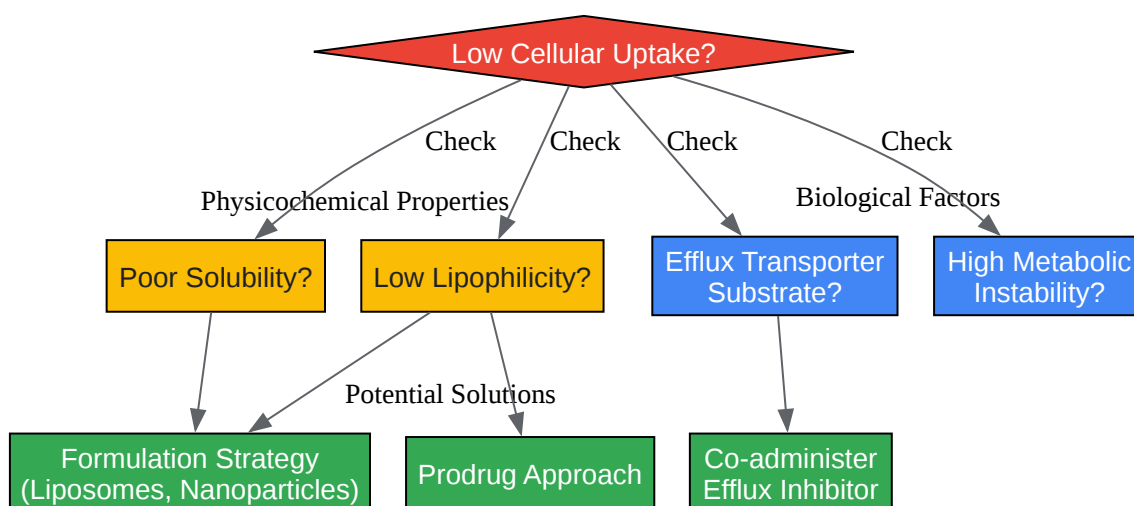 Low Cellular Uptake?
Check
Check
Check
Check
Physicochemical Properties
Biological Factors
Poor Solubility?
Low Lipophilicity?
Efflux Transporter
Substrate?
High Metabolic
Instability?
Potential Solutions
Formulation Strategy
(Liposomes, Nanoparticles)
Prodrug Approach
Co-administer
Efflux Inhibitor